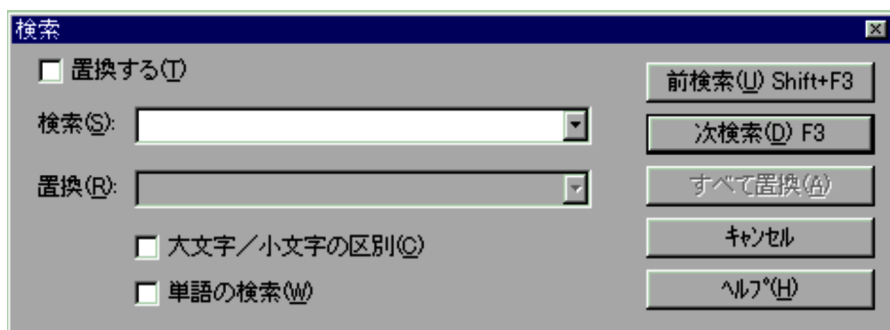 検索
置換する(T)
検索(S):
置換(R):
大文字／小文字の区別(C)
単語の検索(W)
前検索(U) Shift+F3
次検索(D) F3
すべて置換(A)
ｷｬﾝｾﾙ
ﾍﾙﾌﾟ(H)